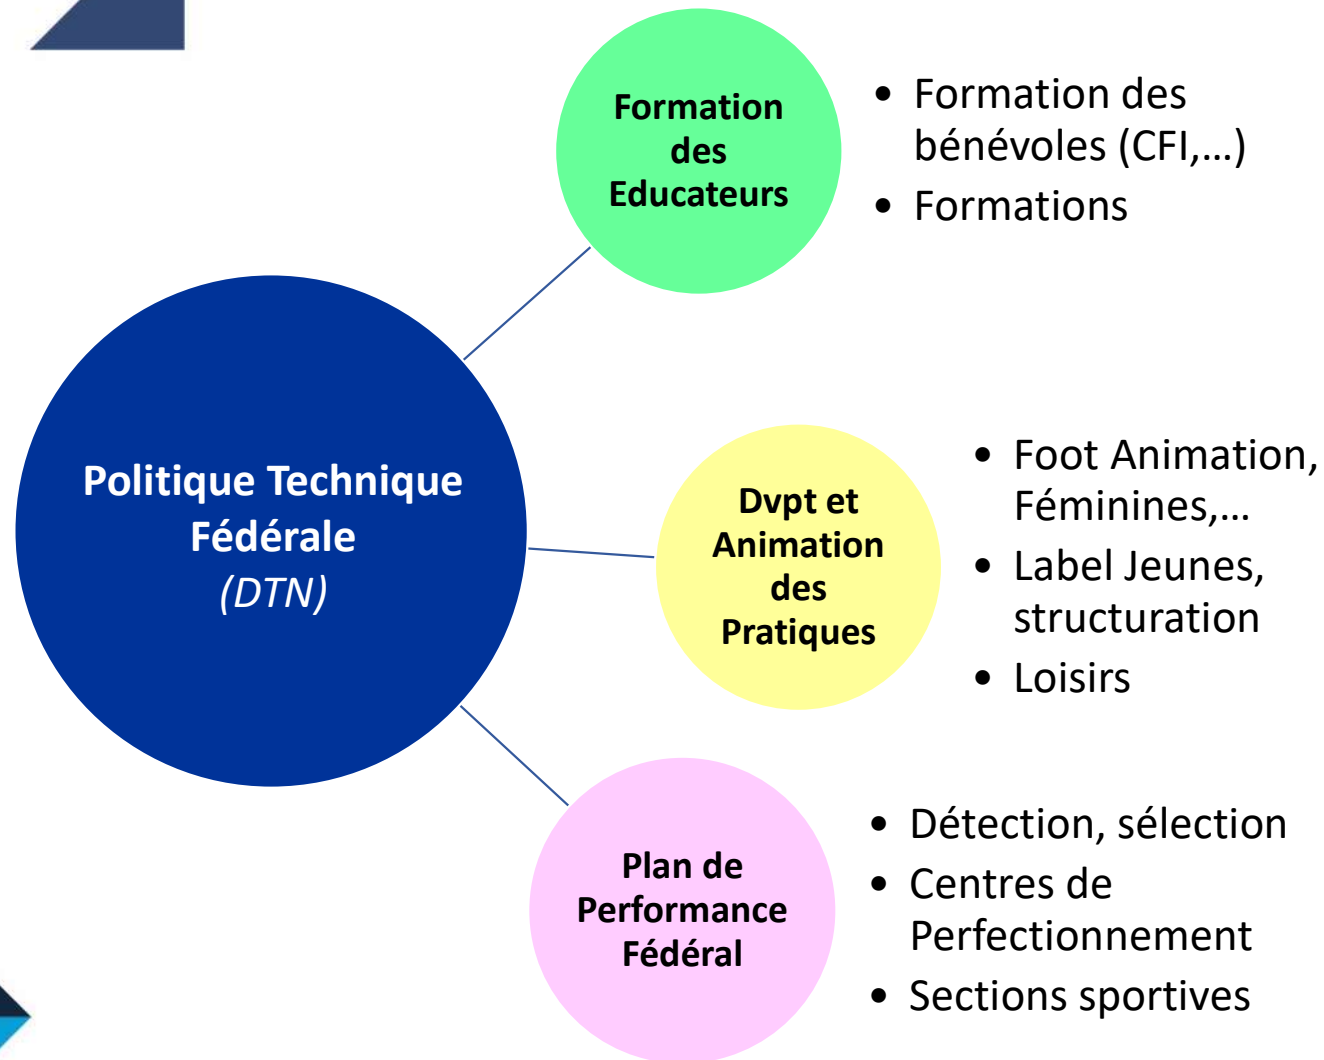 Formation
des
Educateurs
• Formation des
bénévoles (CFI,…)
• Formations
Politique Technique
Fédérale
(DTN)
Dvpt et
Animation
des
Pratiques
• Foot Animation,
Féminines,…
• Label Jeunes,
structuration
• Loisirs
Plan de
Performance
Fédéral
• Détection, sélection
• Centres de
Perfectionnement
• Sections sportives